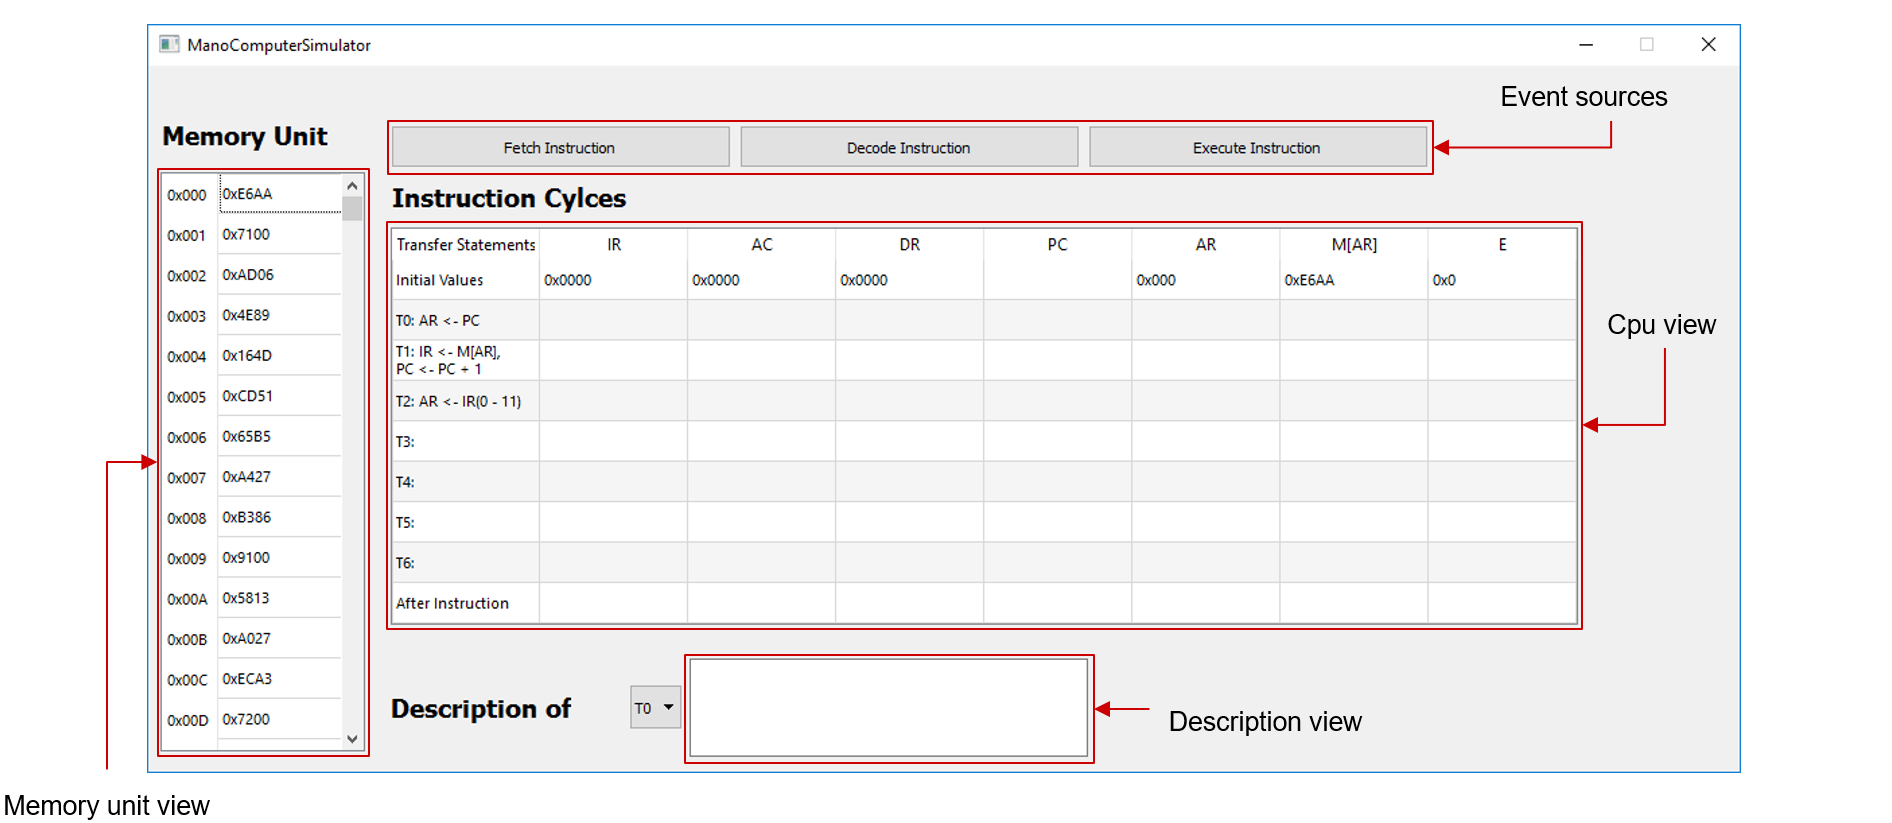 ManoComputerSimulator
Event sources
Memory Unit
Fetch Instruction Decode Instruction Execute Instruction
Instruction Cylces
0x000 0xE6AA
0x001 0x7100
0x002 0xAD06
0x003 0x4E89
0x004 0x164D
0x005 0xCD51
0x006 0x65B5
0x007 0xA427
0x008 0xB386
0x009 0x9100
0x00A 0x5813
0x00B 0xA027
0x00C 0xECA3
0x00D 0x7200
Transfer Statements IR AC DR PC AR M[AR] E
Initial Values 0x0000 0x0000 0x0000 0x000 0xE6AA 0x0
T0: AR <- PC
T1: IR <- M[AR],
PC <- PC + 1
T2: AR <- IR(0 - 11)
T3:
T4:
T5:
T6:
After Instruction
Cpu view
Description of T0
Description view
Memory unit view